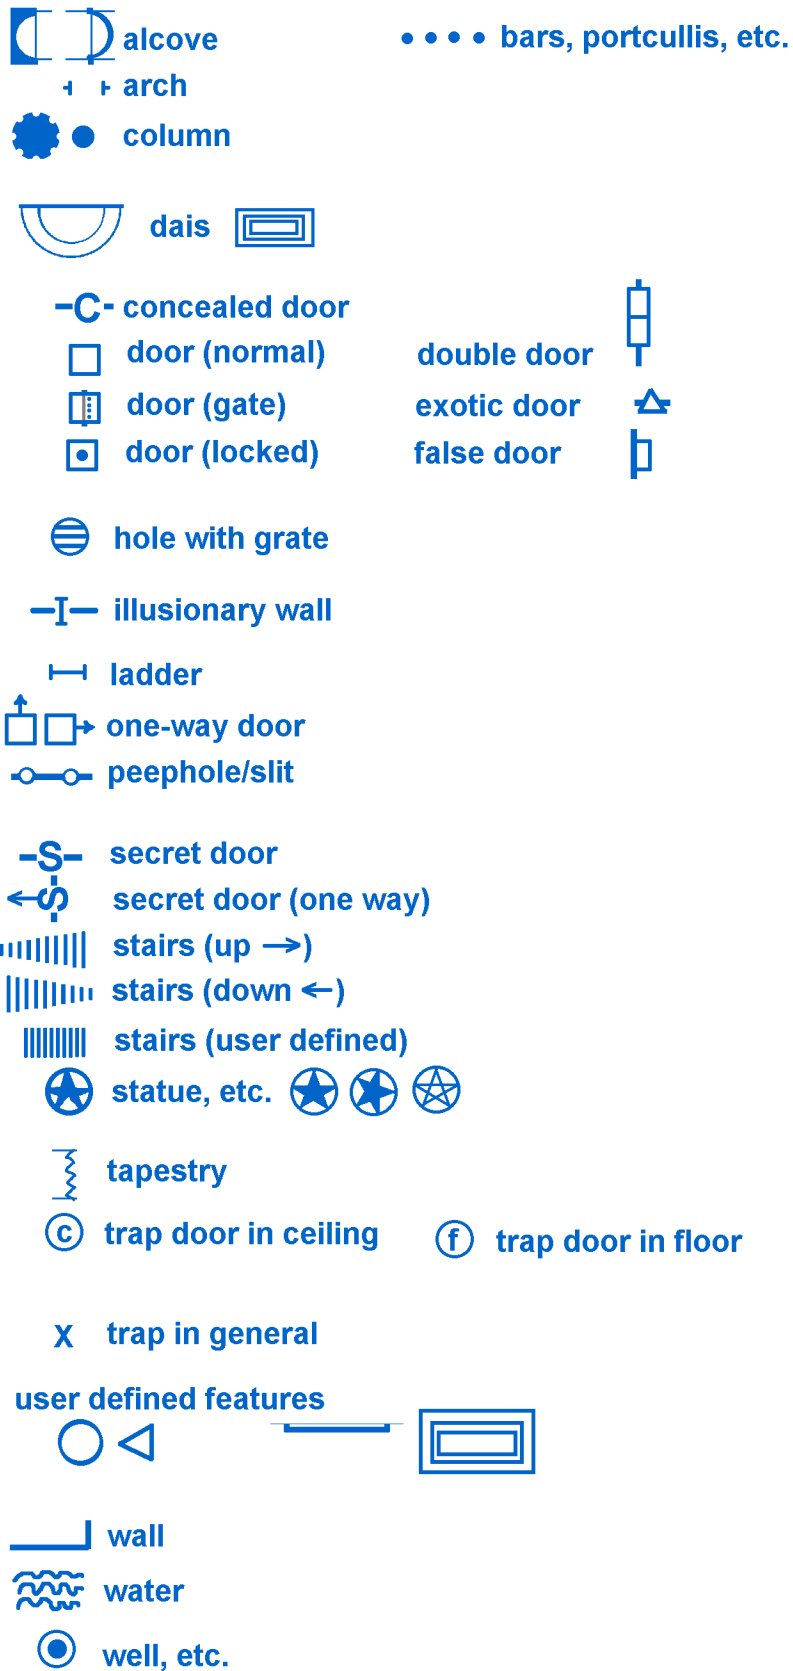 alcove
bars, portcullis, etc.
arch
column
dais
C concealed door
door (normal)
double door
door (gate)
exotic door
door (locked)
false door
hole with grate
I illusionary wall
ladder
one-way door
peephole/slit
S secret door
S secret door (one way)
stairs (up →)
stairs (down ←)
stairs (user defined)
statue, etc.
tapestry
c trap door in ceiling
f trap door in floor
x trap in general
user defined features
wall
water
well, etc.